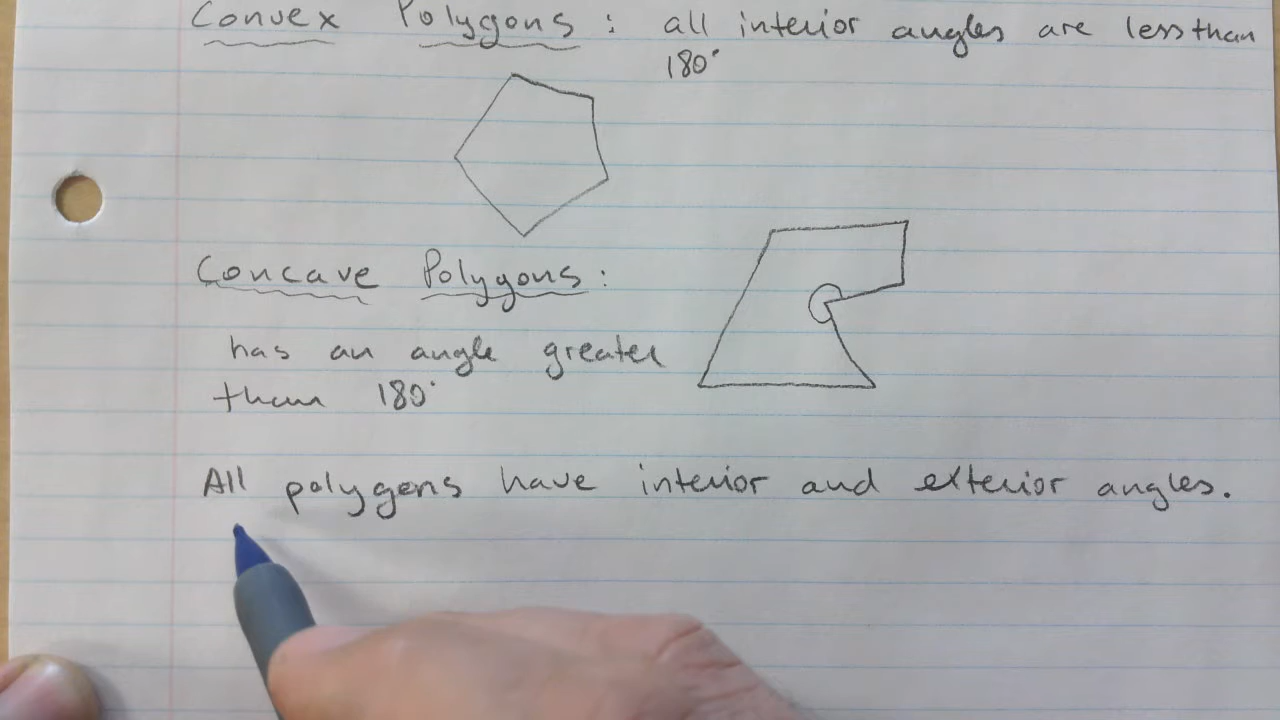 Convex Polygons: all interior angles are less than
180°
Concave Polygons:
has an angle greater
than 180°
All polygons have interior and exterior angles.